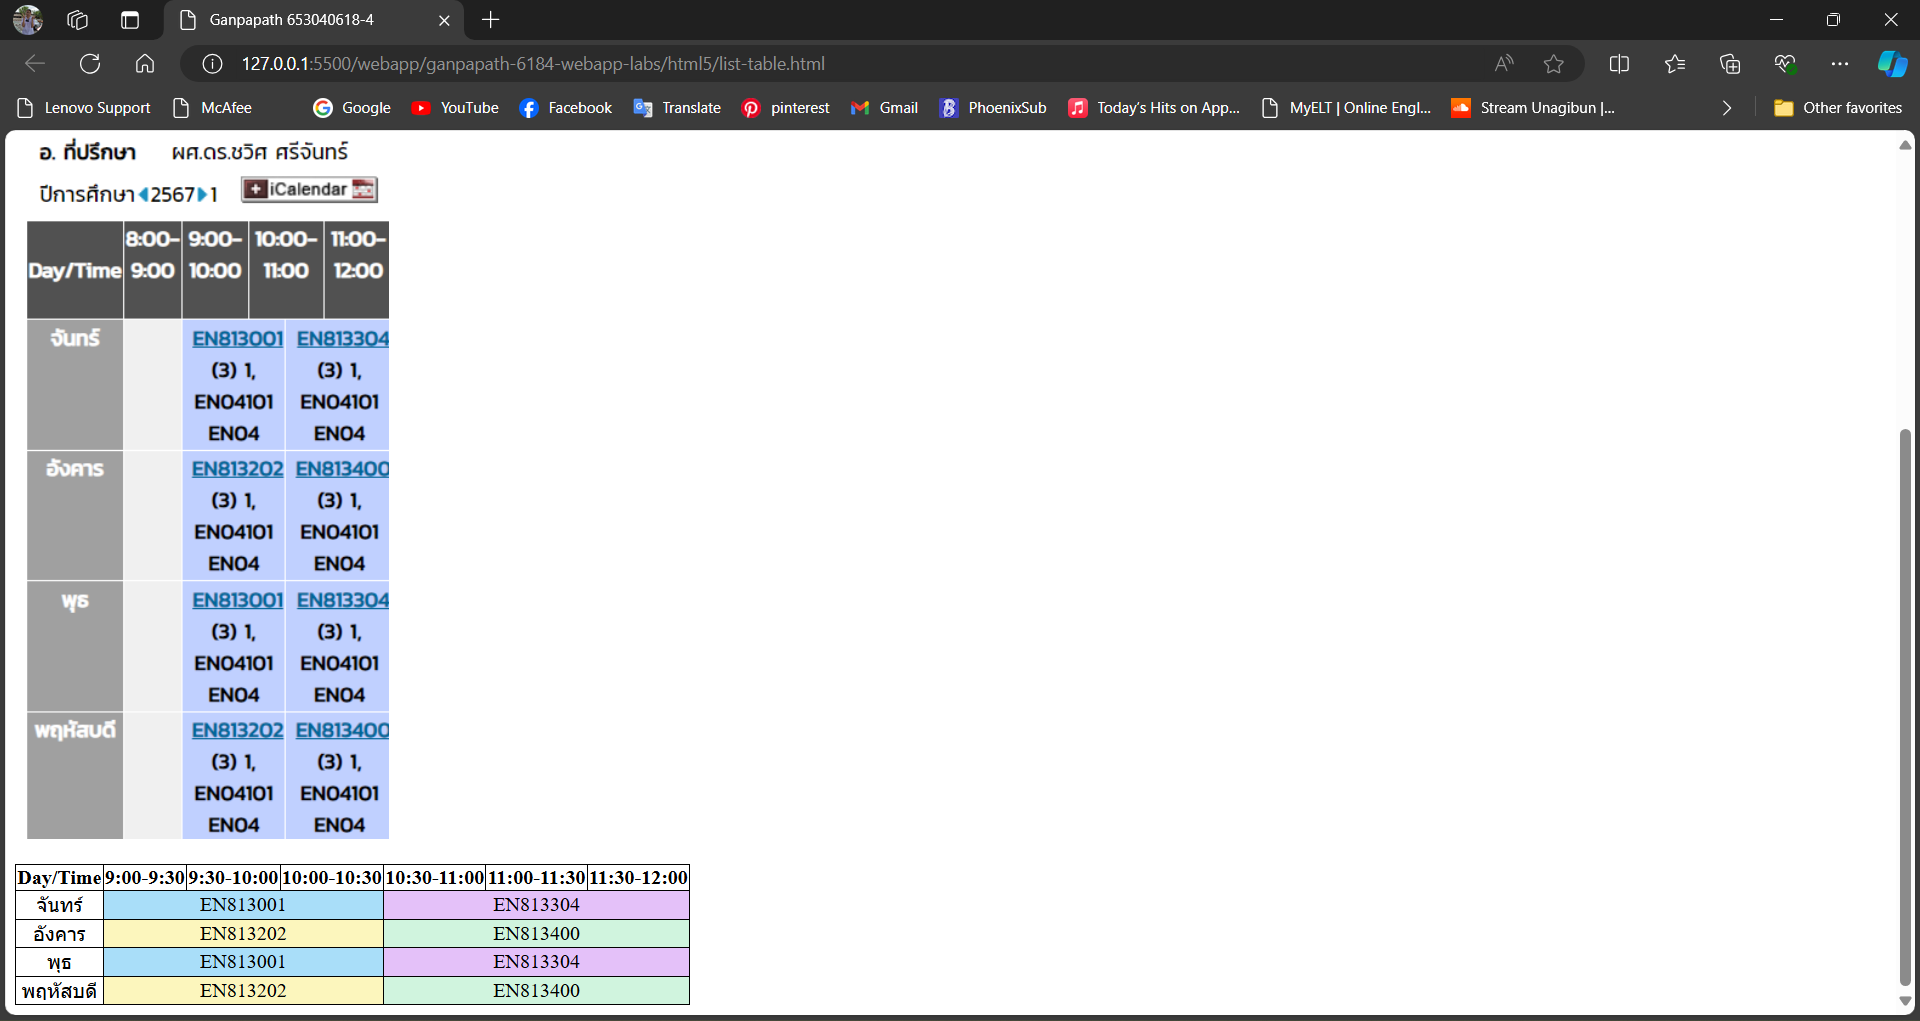 Ganpapath 653040618-4
127.0.0.1:5500/webapp/ganpapath-6184-webapp-labs/html5/list-table.html
Lenovo Support McAfee Google YouTube Facebook Translate pinterest Gmail PhoenixSub Today's Hits on App... MyELT | Online Engl... Stream Unagibun |... Other favorites
อ. ที่ปรึกษา ผศ.ดร.ชวิศ ศรีจันทร์
ปีการศึกษา 2567 1 iCalendar
8:00- 9:00- 10:00- 11:00-
Day/Time 9:00 10:00 11:00 12:00
จันทร์ EN813001 EN813304
(3) 1, (3) 1,
EN04101 EN04101
EN04 EN04
อังคาร EN813202 EN813400
(3) 1, (3) 1,
EN04101 EN04101
EN04 EN04
พุธ EN813001 EN813304
(3) 1, (3) 1,
EN04101 EN04101
EN04 EN04
พฤหัสบดี EN813202 EN813400
(3) 1, (3) 1,
EN04101 EN04101
EN04 EN04
Day/Time 9:00-9:30 9:30-10:00 10:00-10:30 10:30-11:00 11:00-11:30 11:30-12:00
จันทร์ EN813001 EN813304
อังคาร EN813202 EN813400
พุธ EN813001 EN813304
พฤหัสบดี EN813202 EN813400